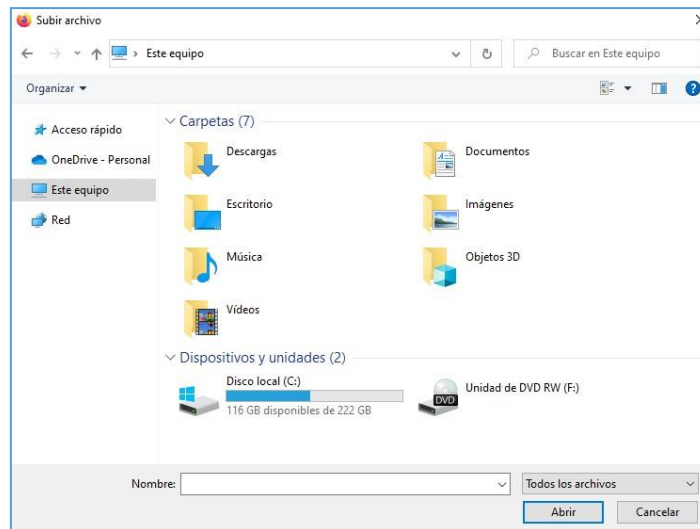 Subir archivo
Este equipo
Buscar en Este equipo
Organizar
Acceso rápido
OneDrive - Personal
Este equipo
Red
Carpetas (7)
Descargas
Documentos
Escritorio
Imágenes
Música
Objetos 3D
Vídeos
Dispositivos y unidades (2)
Disco local (C:)
116 GB disponibles de 222 GB
DVD
Unidad de DVD RW (F:)
Nombre:
Todos los archivos
Abrir
Cancelar